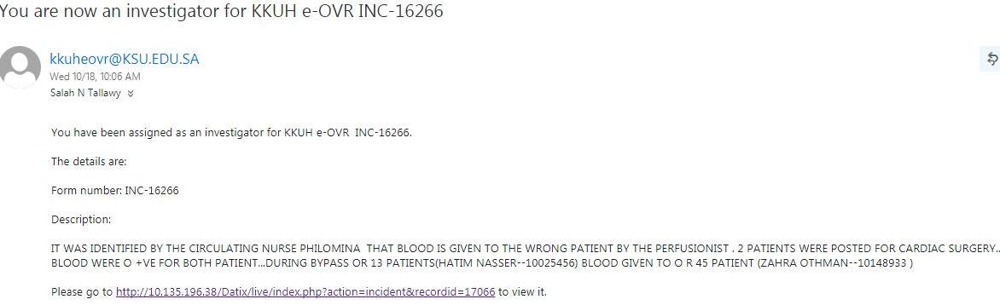 You are now an investigator for KKUH e-OVR INC-16266
kkuheovr@KSU.EDU.SA
Wed 10/18, 10:06 AM
Salah N Tallawy
You have been assigned as an investigator for KKUH e-OVR  INC-16266.
The details are:
Form number: INC-16266
Description:
IT WAS IDENTIFIED BY THE CIRCULATING NURSE PHILOMINA  THAT BLOOD IS GIVEN TO THE WRONG PATIENT BY THE PERFUSIONIST . 2 PATIENTS WERE POSTED FOR CARDIAC SURGERY..
BLOOD WERE O +VE FOR BOTH PATIENT...DURING BYPASS OR 13 PATIENTS(HATIM NASSER--10025456) BLOOD GIVEN TO O R 45 PATIENT (ZAHRA OTHMAN--10148933 )
Please go to http://10.135.196.38/Datix/live/index.php?action=incident&recordid=17066 to view it.